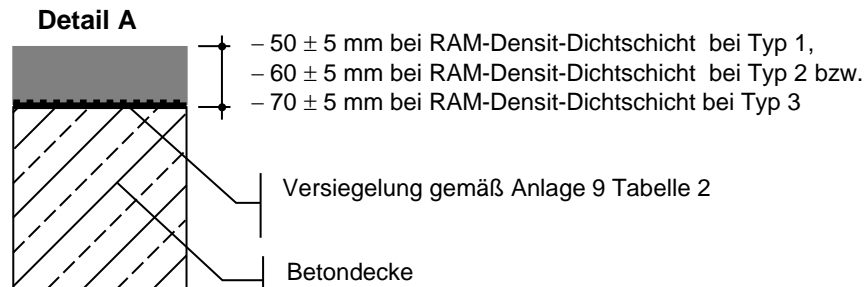 Detail A
– 50 ± 5 mm bei RAM-Densit-Dichtschicht bei Typ 1,
– 60 ± 5 mm bei RAM-Densit-Dichtschicht bei Typ 2 bzw.
– 70 ± 5 mm bei RAM-Densit-Dichtschicht bei Typ 3
Versiegelung gemäß Anlage 9 Tabelle 2
Betondecke